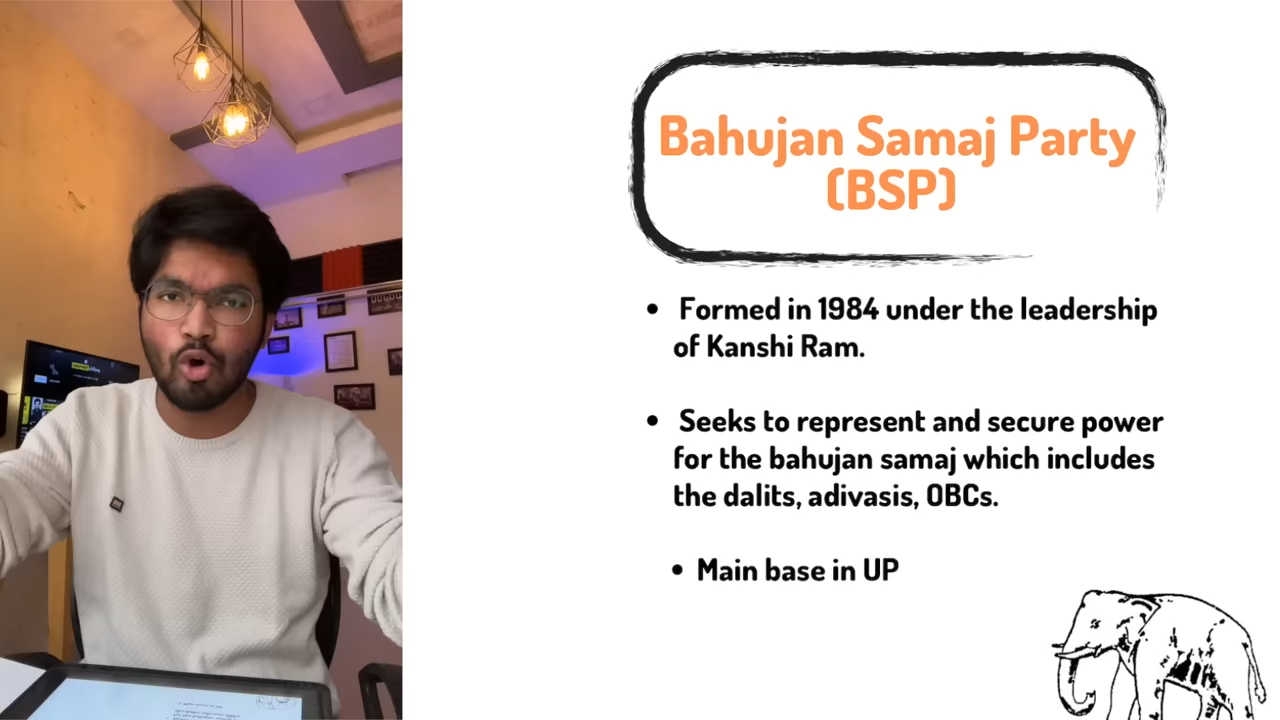 Bahujan Samaj Party
(BSP)
• Formed in 1984 under the leadership
of Kanshi Ram.
• Seeks to represent and secure power
for the bahujan samaj which includes
the dalits, adivasis, OBCs.
• Main base in UP